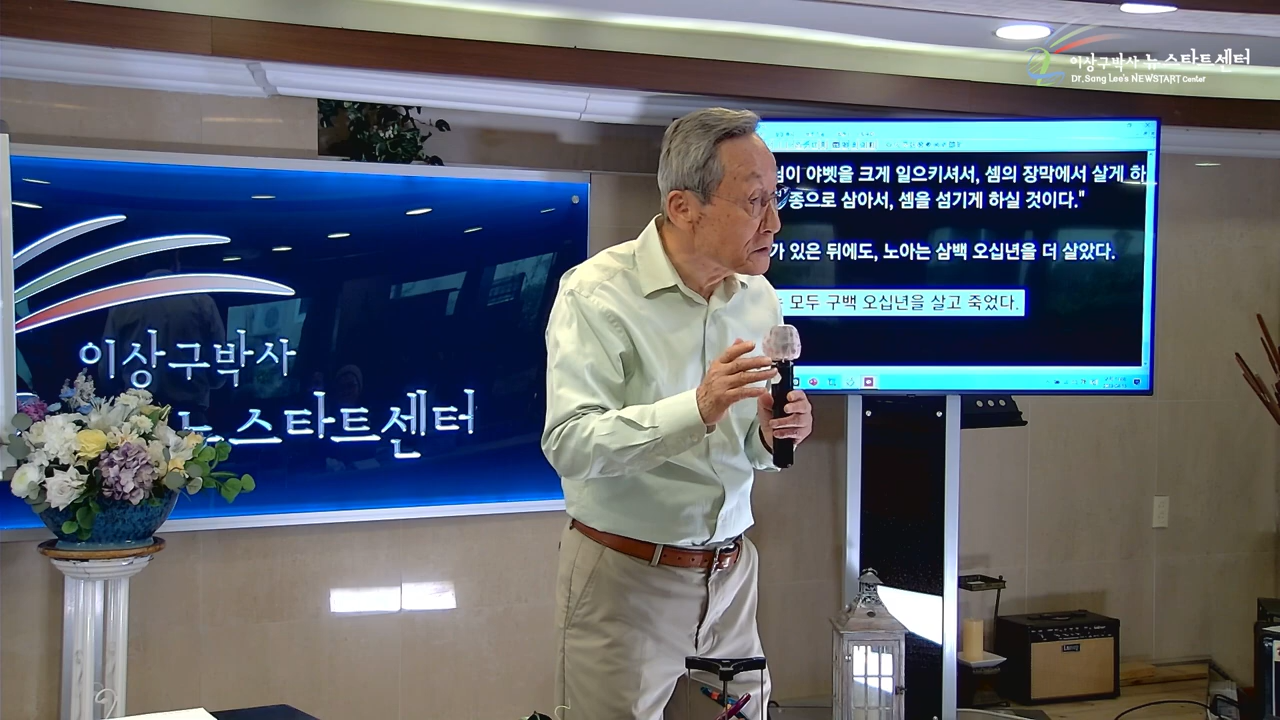 이상구박사 뉴스타트센터
Dr. Sang Lee's NEWSTART Center
이 야벳을 크게 일으키셔서, 셈의 장막에서 살게 하
종으로 삼아서, 셈을 섬기게 하실 것이다."
가 있은 뒤에도, 노아는 삼백 오십년을 더 살았다.
모두 구백 오십년을 살고 죽었다.
이상구박사
뉴스타트센터